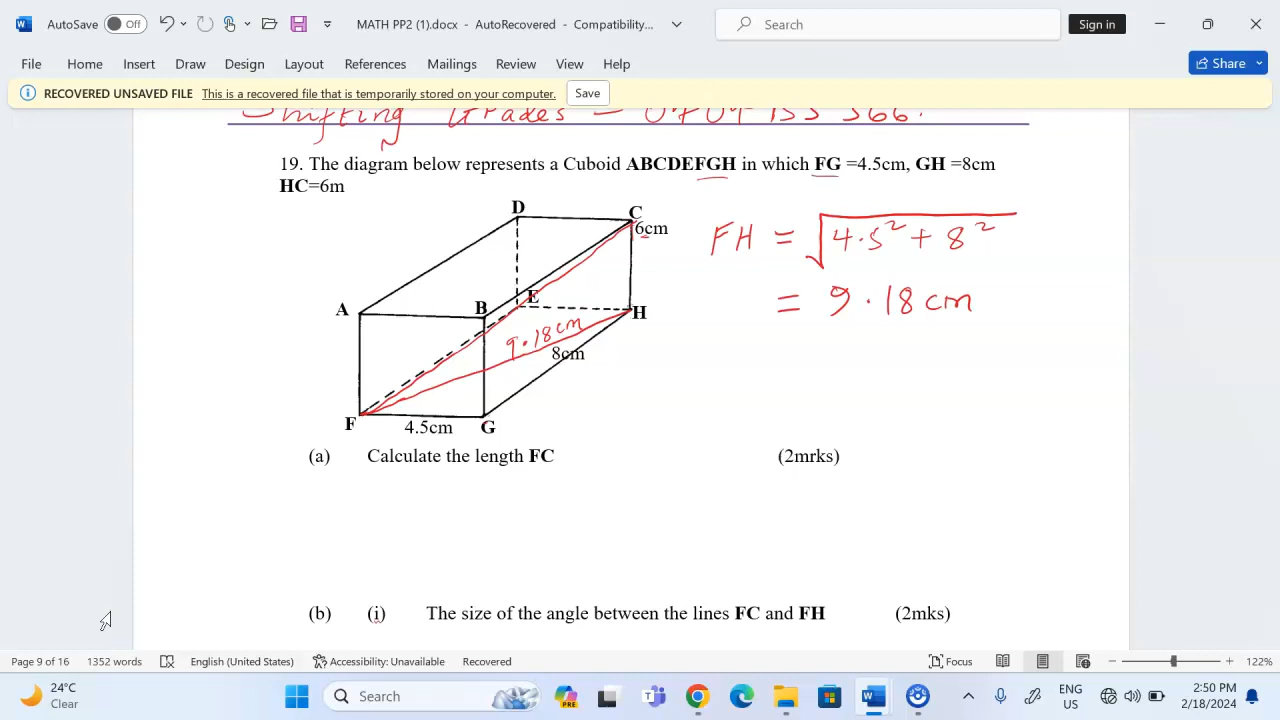 AutoSave Off MATH PP2 (1).docx - AutoRecovered - Compatibility... Search Sign in
File Home Insert Draw Design Layout References Mailings Review View Help Share
RECOVERED UNSAVED FILE This is a recovered file that is temporarily stored on your computer. Save
Shifting Grades -
19. The diagram below represents a Cuboid ABCDEFGH in which FG =4.5cm, GH =8cm
HC=6m
D
C
6cm
FH = √4.5² + 8²
= 9.18cm
A
B
E
H
9.18cm
8cm
F
4.5cm
G
(a) Calculate the length FC (2mrks)
(b) (i) The size of the angle between the lines FC and FH (2mks)
Page 9 of 16 1352 words English (United States) Accessibility: Unavailable Recovered Focus 122%
24°C
Clear
Search
PRE
ENG
US
2:50 PM
2/18/2024